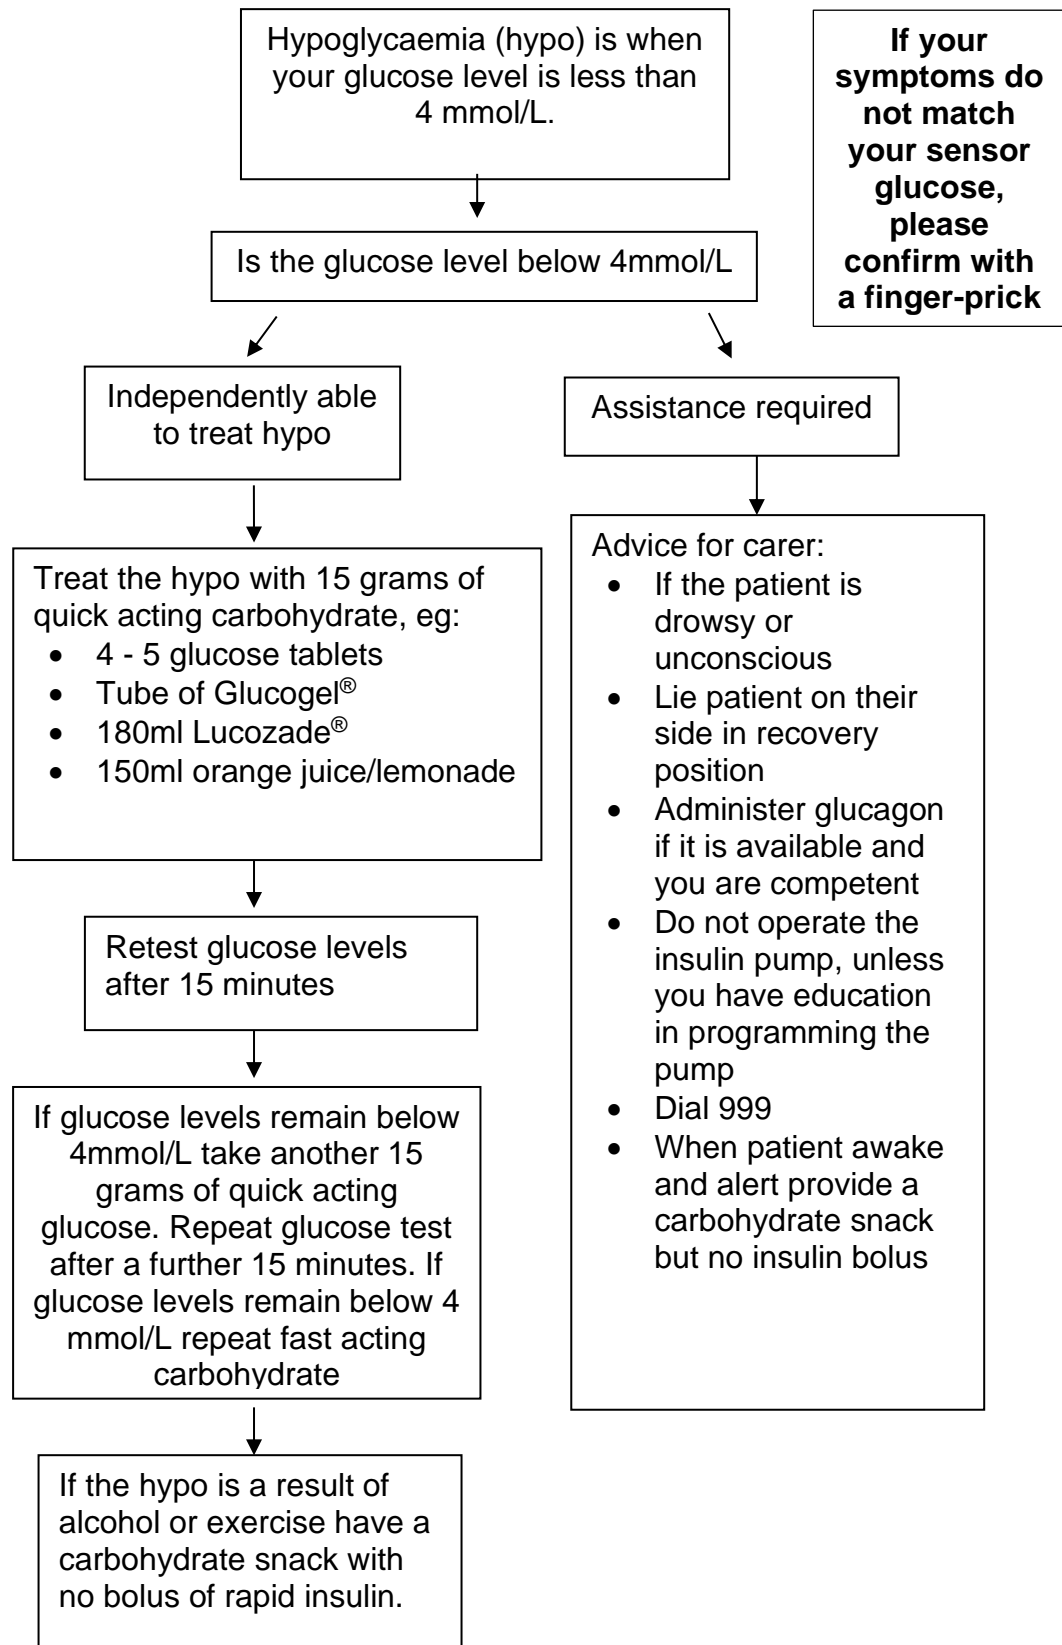 Hypoglycaemia (hypo) is when
your glucose level is less than
4 mmol/L.
If your
symptoms do
not match
your sensor
glucose,
please
confirm with
a finger-prick
Is the glucose level below 4mmol/L
Independently able
to treat hypo
Assistance required
Treat the hypo with 15 grams of
quick acting carbohydrate, eg:
• 4 - 5 glucose tablets
• Tube of Glucogel®
• 180ml Lucozade®
• 150ml orange juice/lemonade
Retest glucose levels
after 15 minutes
If glucose levels remain below
4mmol/L take another 15
grams of quick acting
glucose. Repeat glucose test
after a further 15 minutes. If
glucose levels remain below 4
mmol/L repeat fast acting
carbohydrate
If the hypo is a result of
alcohol or exercise have a
carbohydrate snack with
no bolus of rapid insulin.
Advice for carer:
• If the patient is
drowsy or
unconscious
• Lie patient on their
side in recovery
position
• Administer glucagon
if it is available and
you are competent
• Do not operate the
insulin pump, unless
you have education
in programming the
pump
• Dial 999
• When patient awake
and alert provide a
carbohydrate snack
but no insulin bolus